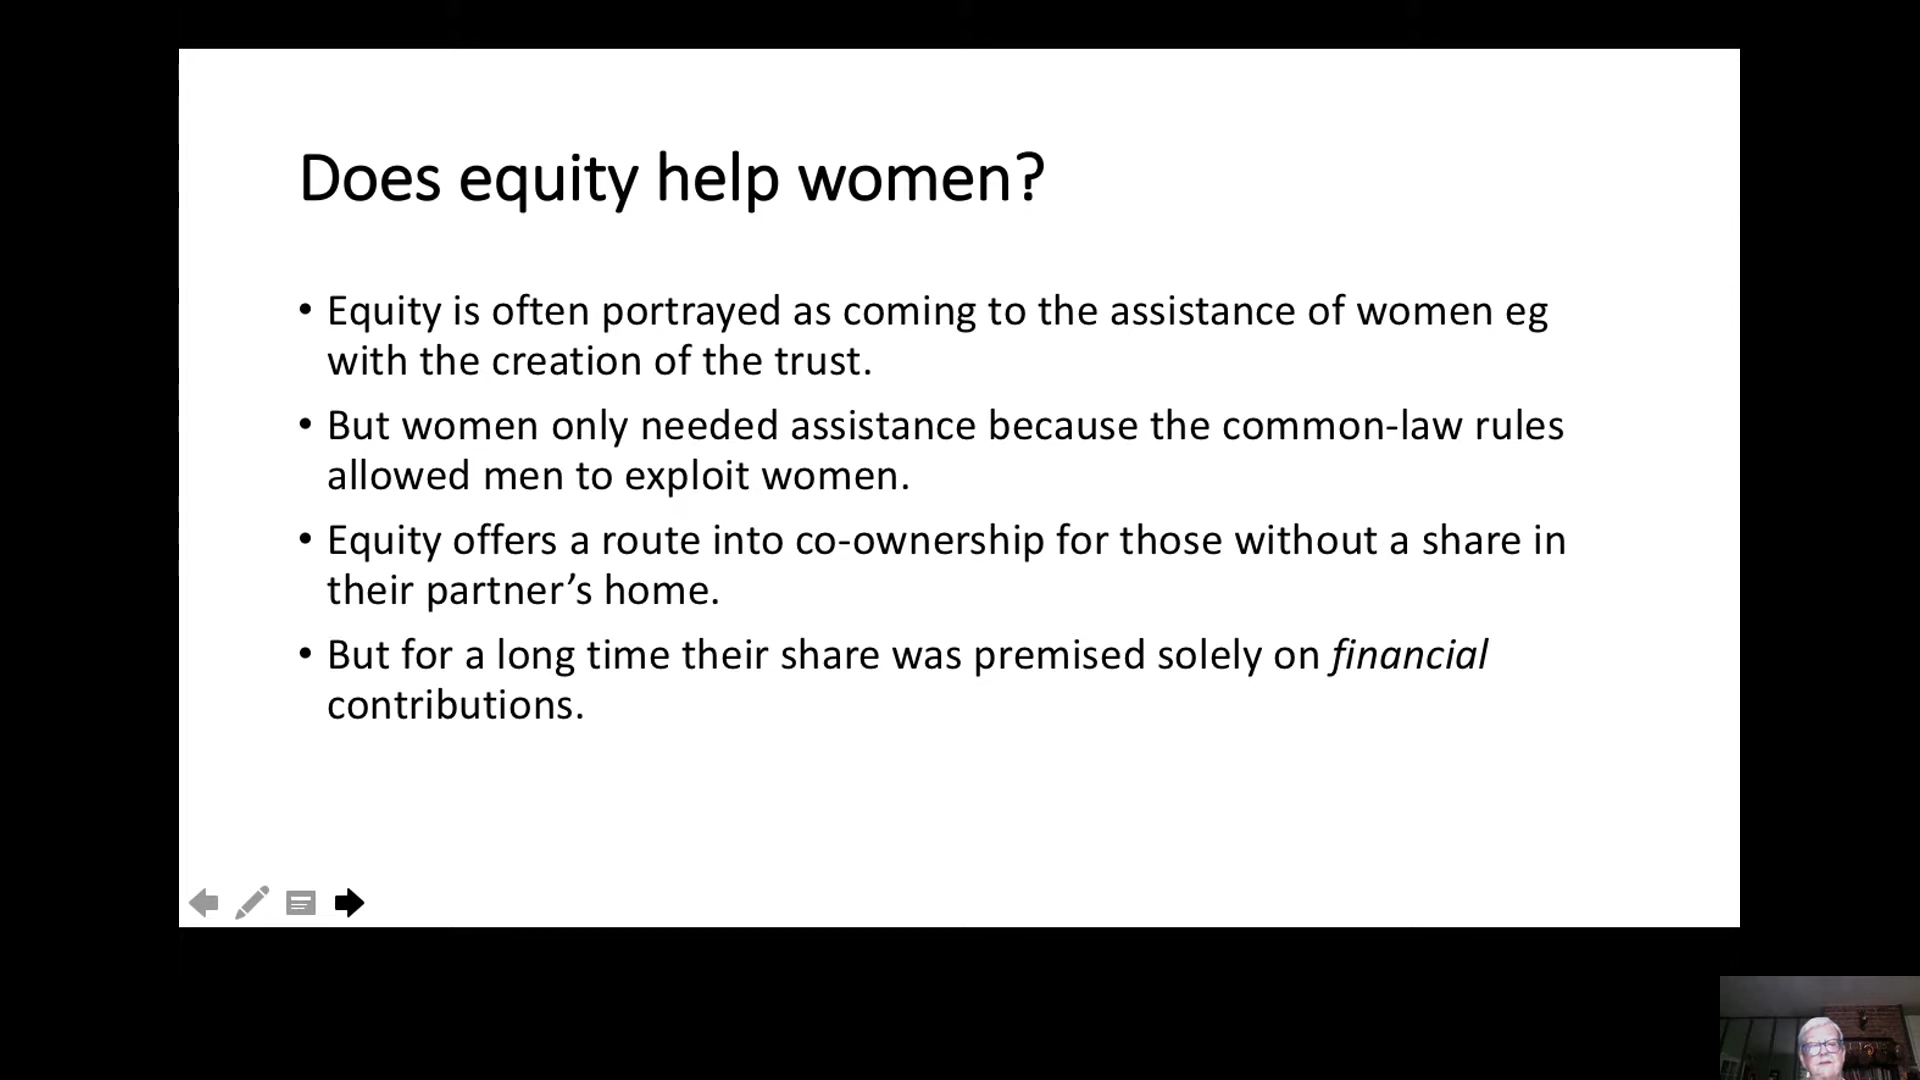 Does equity help women?
• Equity is often portrayed as coming to the assistance of women eg
with the creation of the trust.
• But women only needed assistance because the common-law rules
allowed men to exploit women.
• Equity offers a route into co-ownership for those without a share in
their partner’s home.
• But for a long time their share was premised solely on financial
contributions.